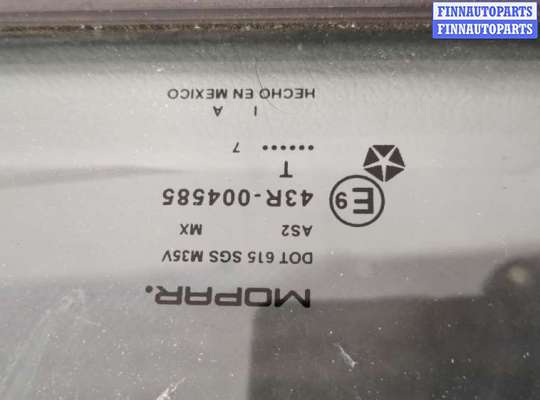 FINNAUTOPARTS
FINNAUTOPARTS
MOPAR.
DOT 615 SGS M35V
AS2 MX
E9 43R-004585
T
...... 7
I A
HECHO EN MEXICO